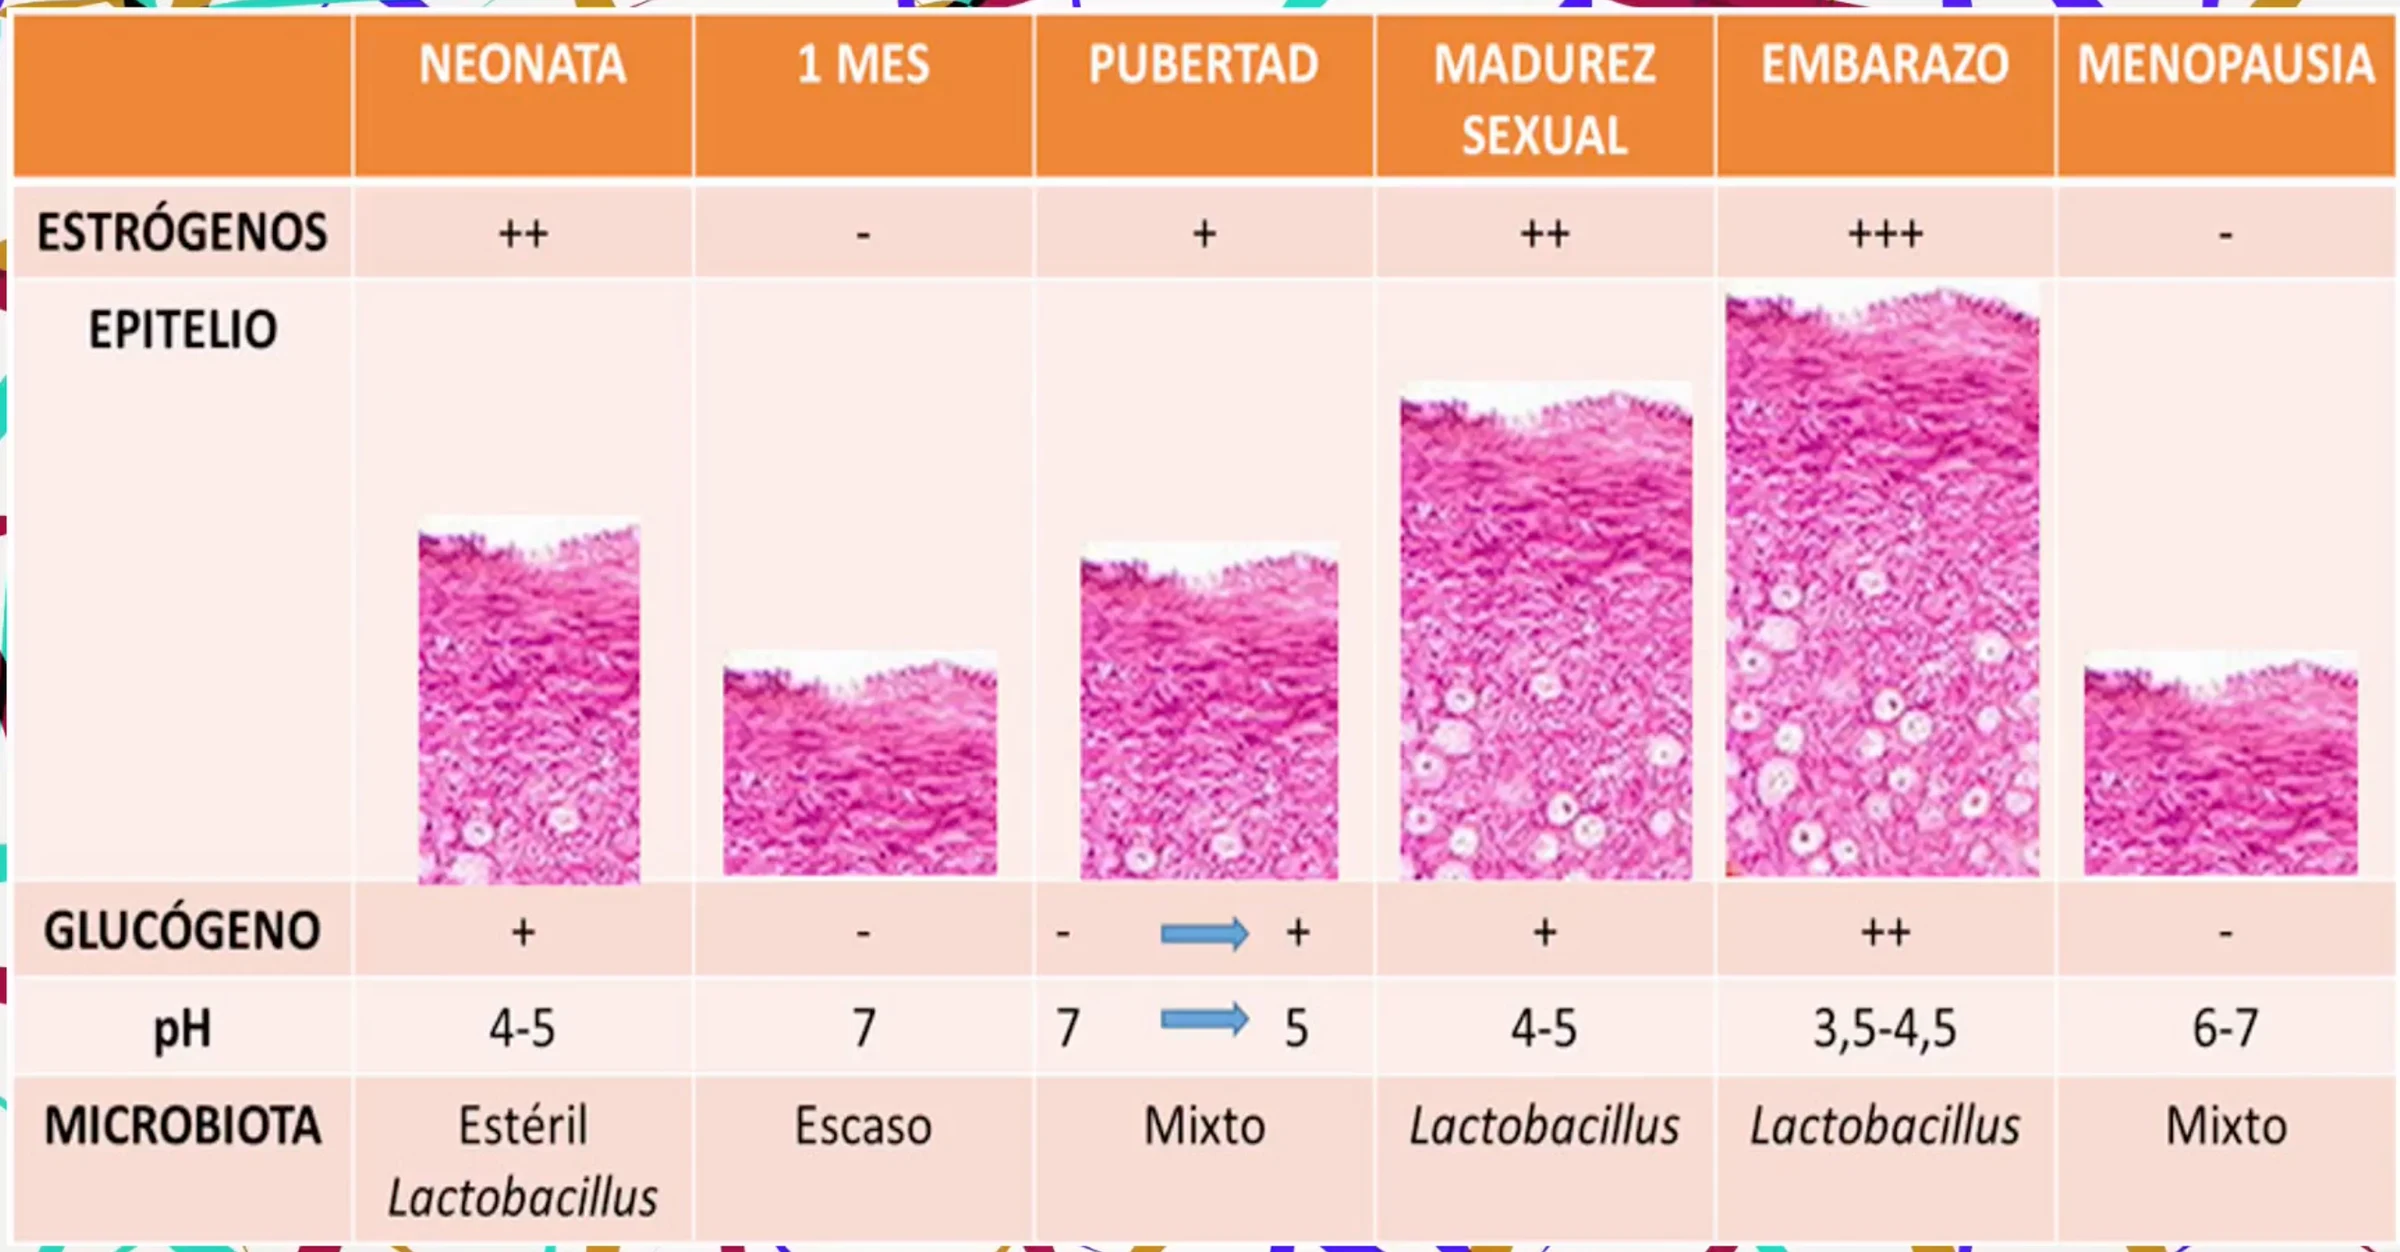 NEONATA 1 MES PUBERTAD MADUREZ SEXUAL EMBARAZO MENOPAUSIA
ESTRÓGENOS ++ - + ++ +++ -
EPITELIO
GLUCÓGENO + - - + + ++ -
pH 4-5 7 7 5 4-5 3,5-4,5 6-7
MICROBIOTA Estéril Lactobacillus Escaso Mixto Lactobacillus Lactobacillus Mixto